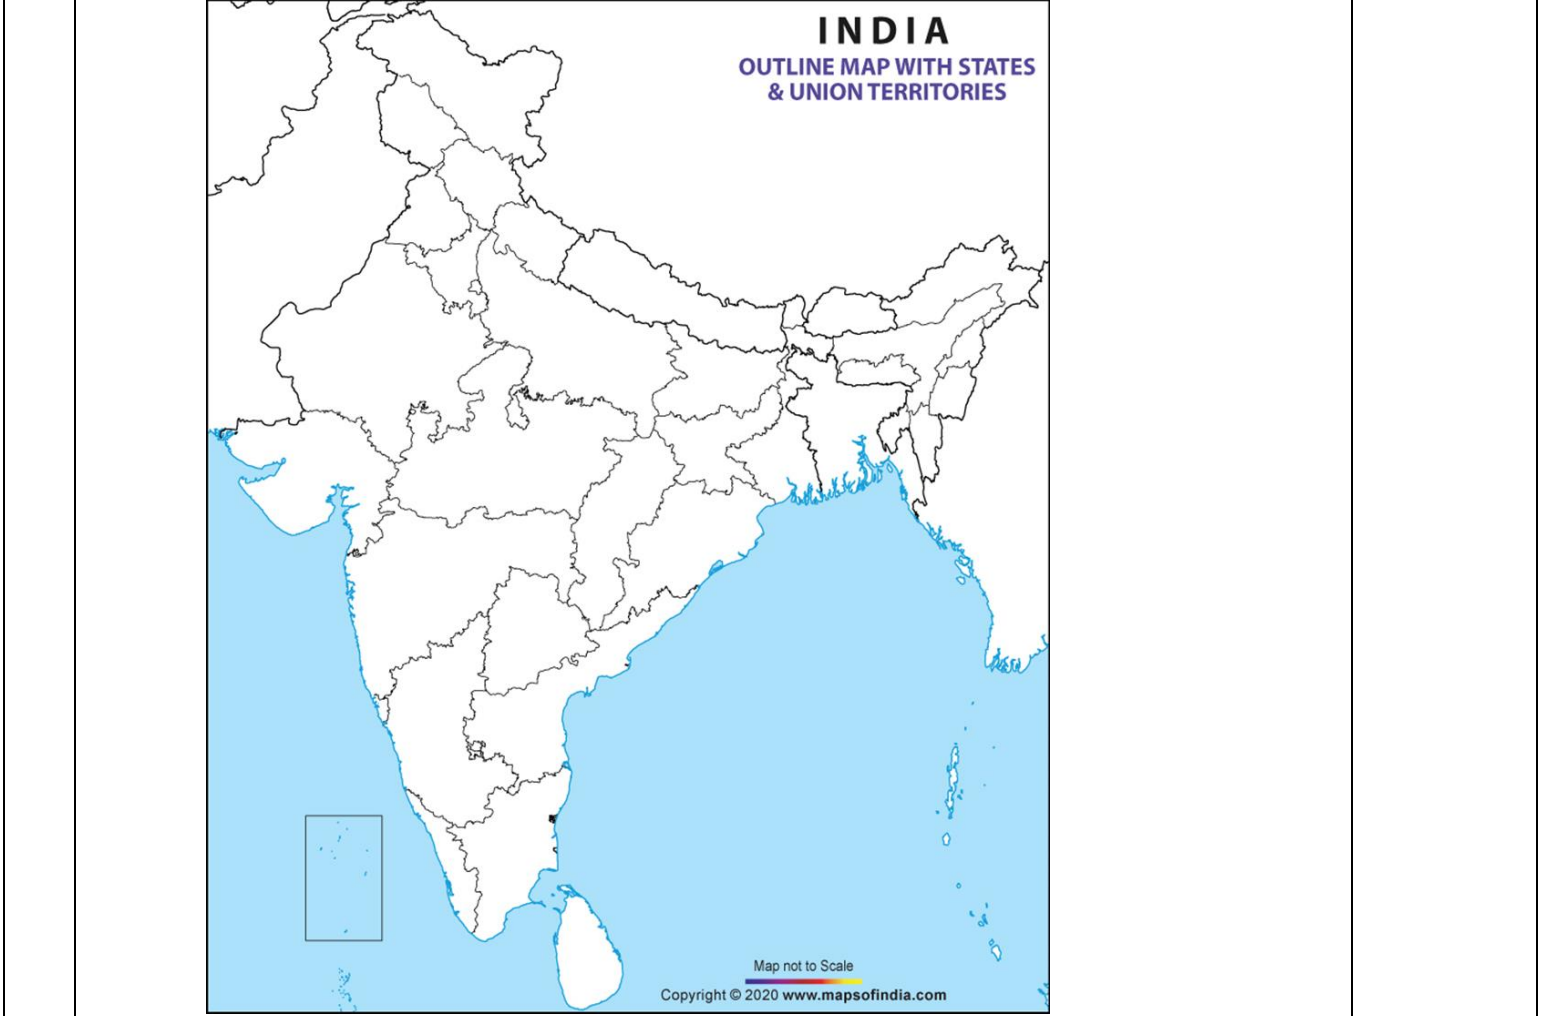 INDIA
OUTLINE MAP WITH STATES
& UNION TERRITORIES
Map not to Scale
Copyright © 2020 www.mapsofindia.com